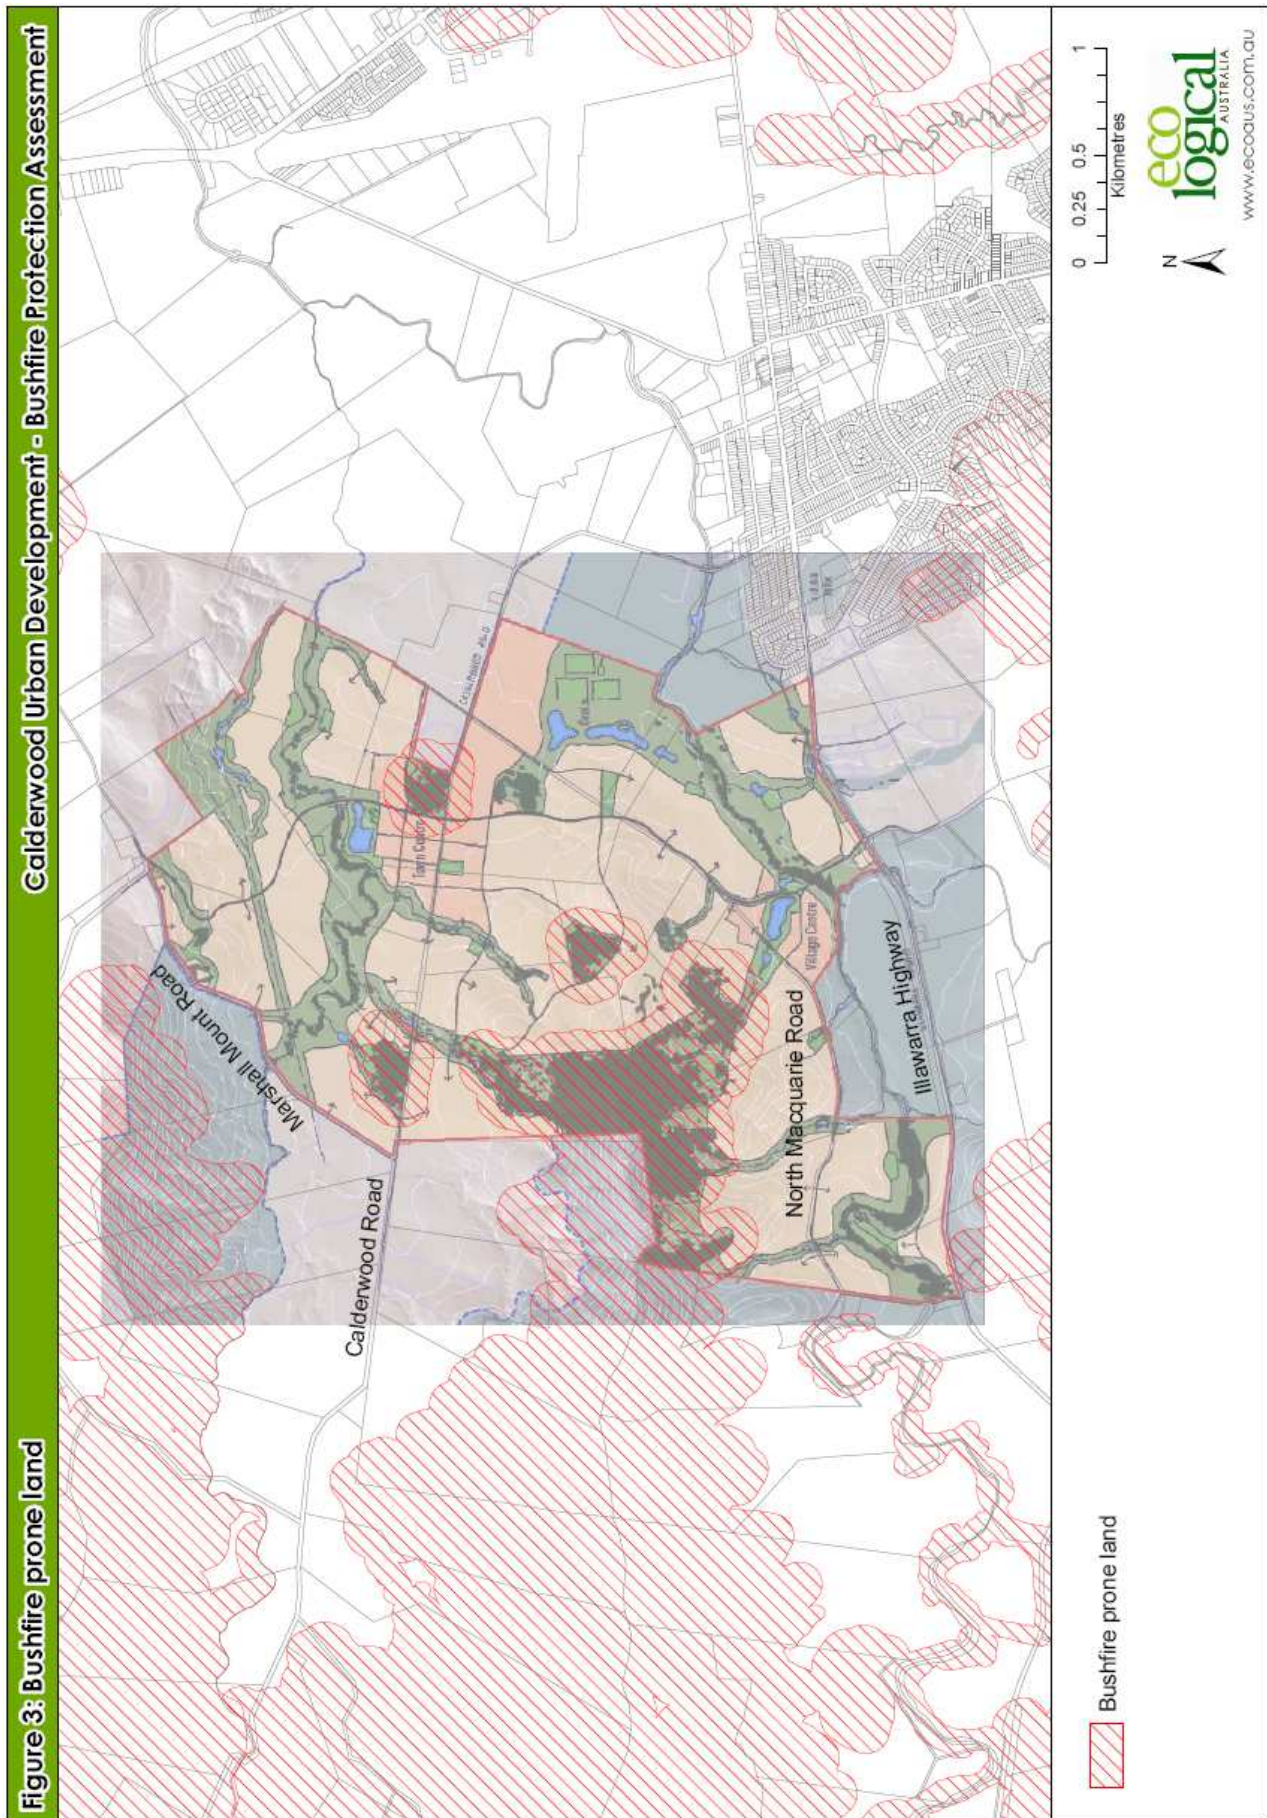 Figure 3: Bushfire prone land
Calderwood Urban Development - Bushfire Protection Assessment
Marshall Mount Road
Calderwood Road
Town Centre
Village Centre
North Macquarie Road
Illawarra Highway
Bushfire prone land
0 0.25 0.5 1
Kilometres
N
eco
logical
AUSTRALIA
www.ecoaus.com.au